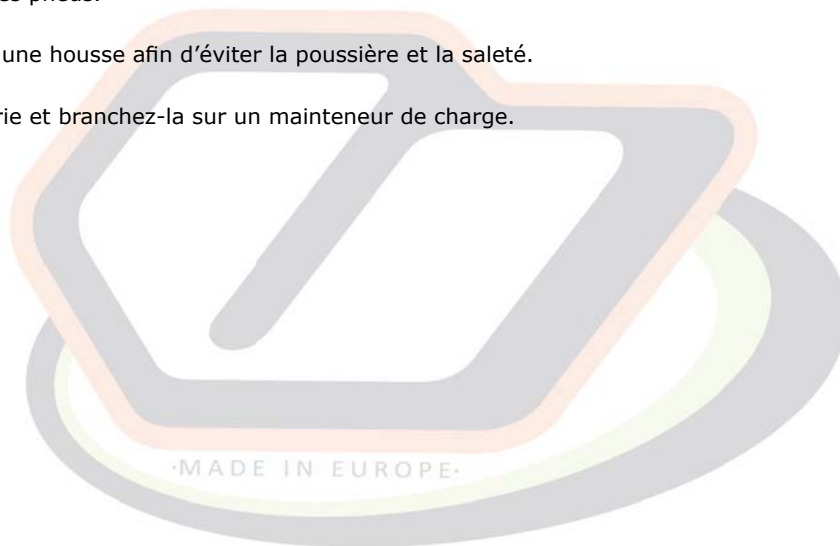 une housse afin d’éviter la poussière et la saleté.
rie et branchez-la sur un mainteneur de charge.
·MADE IN EUROPE·